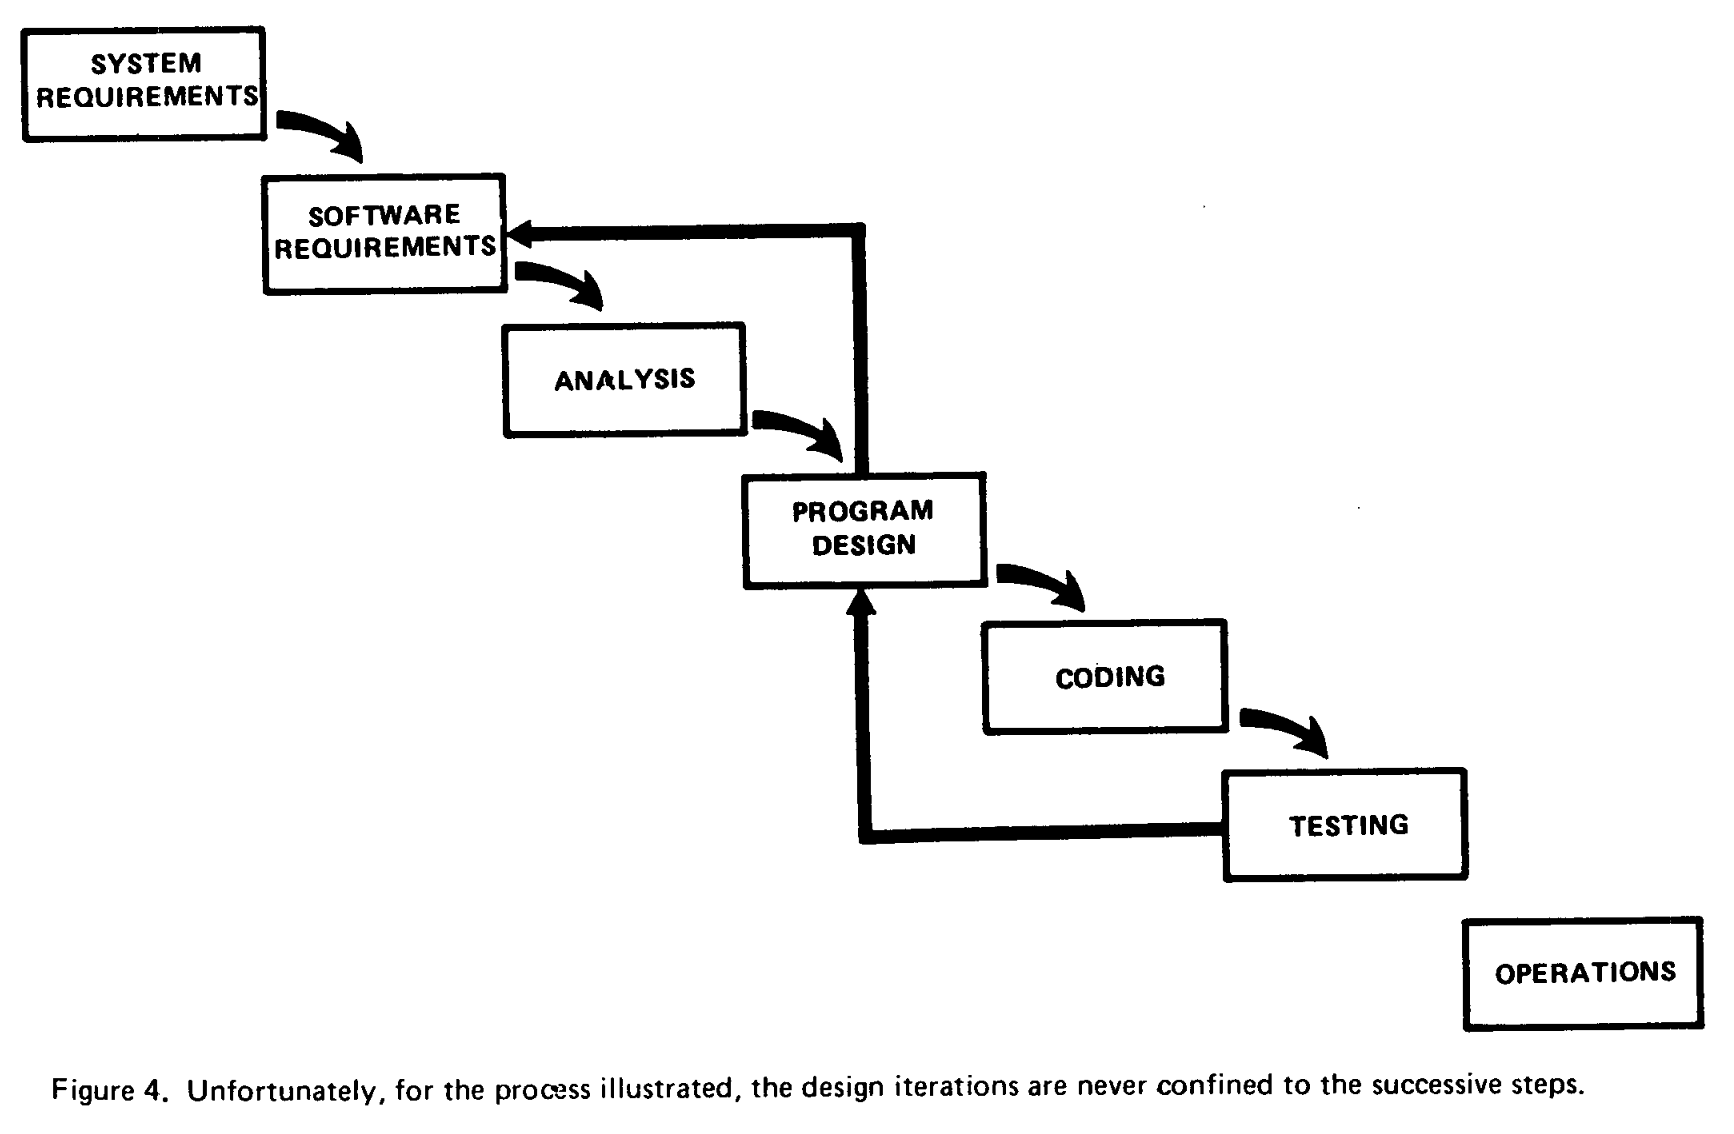 SYSTEM
REQUIREMENTS
SOFTWARE
REQUIREMENTS
ANALYSIS
PROGRAM
DESIGN
CODING
TESTING
OPERATIONS
Figure 4. Unfortunately, for the process illustrated, the design iterations are never confined to the successive steps.